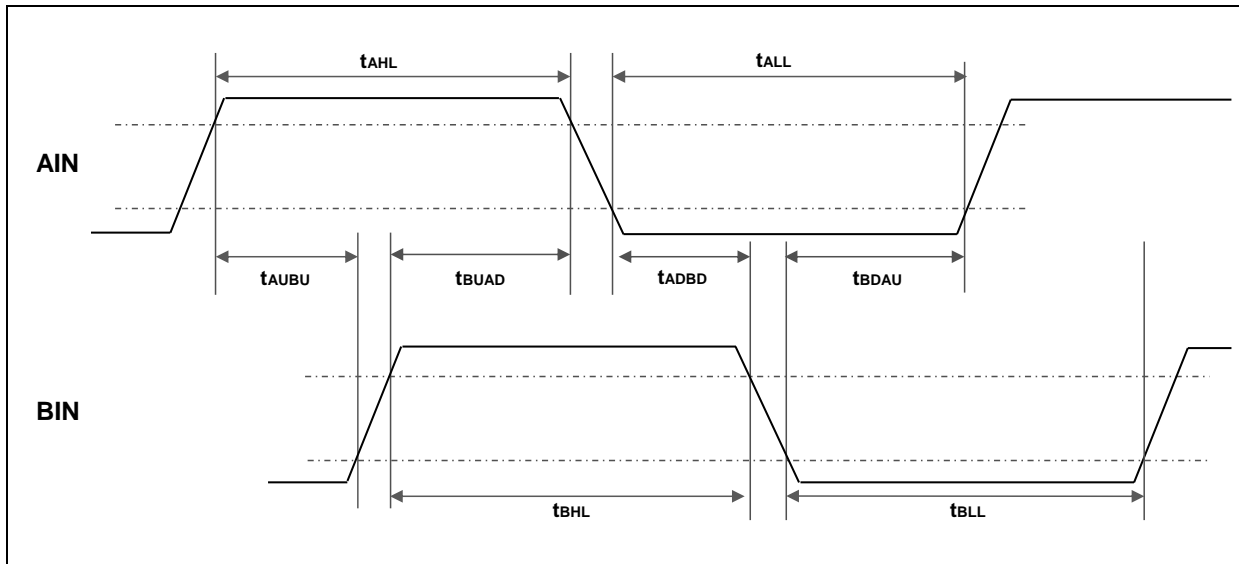 tAHL
tALL
AIN
tAUBU
tBUAD
tADBD
tBDAU
BIN
tBHL
tBLL